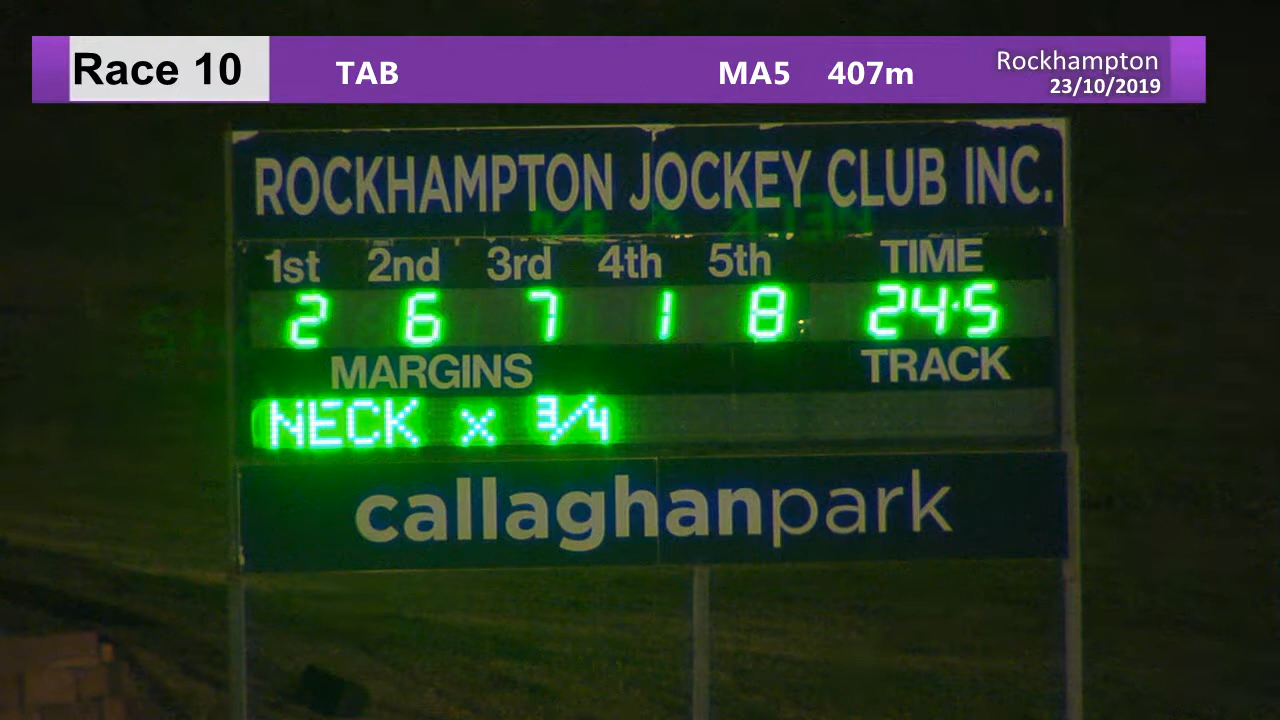 Race 10 TAB MA5 407m Rockhampton
23/10/2019
ROCKHAMPTON JOCKEY CLUB INC.
1st 2nd 3rd 4th 5th TIME
2 6 7 1 8 24.5
MARGINS TRACK
NECK x 3/4
callaghanpark